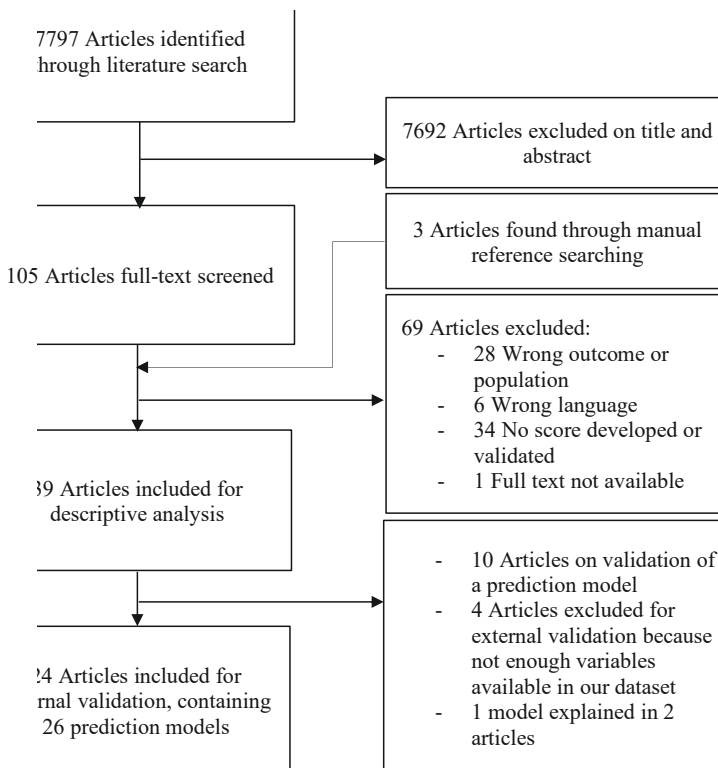 7797 Articles identified
through literature search
7692 Articles excluded on title and
abstract
3 Articles found through manual
reference searching
105 Articles full-text screened
69 Articles excluded:
- 28 Wrong outcome or
population
- 6 Wrong language
- 34 No score developed or
validated
- 1 Full text not available
39 Articles included for
descriptive analysis
- 10 Articles on validation of
a prediction model
- 4 Articles excluded for
external validation because
not enough variables
available in our dataset
- 1 model explained in 2
articles
24 Articles included for
rnal validation, containing
26 prediction models